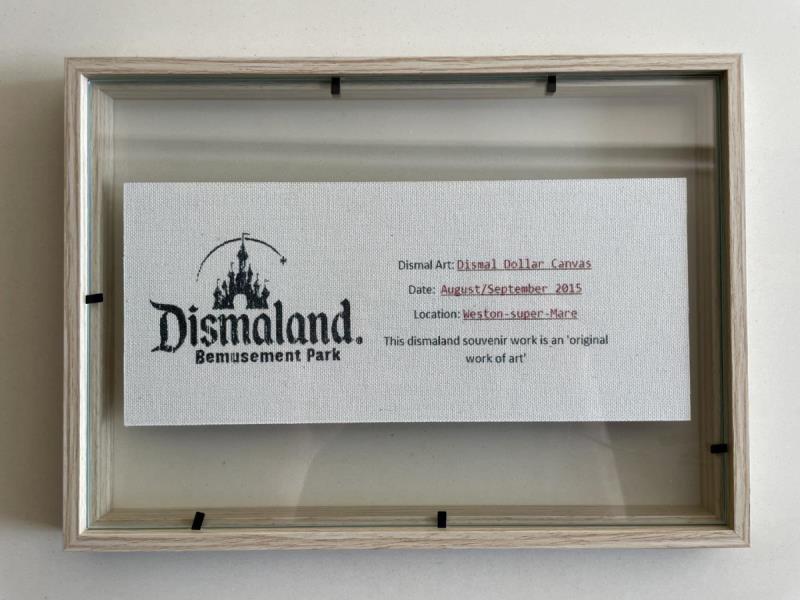 Dismaland.
Bemusement Park
Dismal Art: Dismal Dollar Canvas
Date: August/September 2015
Location: Weston-super-Mare
This dismaland souvenir work is an 'original
work of art'